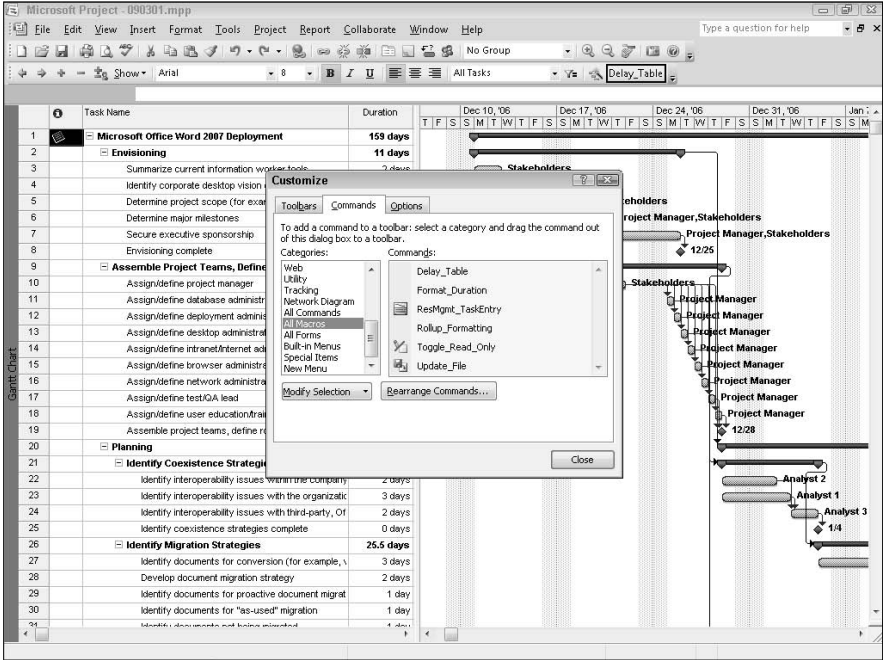 Microsoft Project - 090301.mpp
File Edit View Insert Format Tools Project Report Collaborate Window Help
Type a question for help
No Group
Show Arial 8 B I U All Tasks Delay_Table
Task Name Duration
Dec 10, '06 Dec 17, '06 Dec 24, '06 Dec 31, '06 Jan
T F S S M T W T F S S M T W T F S S M T W T F S S M T W T F S S M
1 Microsoft Office Word 2007 Deployment 159 days
2 Envisioning 11 days
3 Summarize current information worker tools 2 days Stakeholders
4 Identify corporate desktop vision
5 Determine project scope (for exam eholders
6 Determine major milestones roject Manager,Stakeholders
7 Secure executive sponsorship Project Manager,Stakeholders
8 Envisioning complete 12/25
9 Assemble Project Teams, Define
10 Assign/define project manager Stakeholders
11 Assign/define database administr Project Manager
12 Assign/define deployment adminis Project Manager
13 Assign/define desktop administrat Project Manager
14 Assign/define intranet/Internet adi Project Manager
15 Assign/define browser administra Project Manager
16 Assign/define network administra Project Manager
17 Assign/define test/QA lead Project Manager
18 Assign/define user education/trai Project Manager
19 Assemble project teams, define ro 12/28
20 Planning
21 Identify Coexistence Strategi
22 Identify interoperability issues within the company 2 days Analyst 2
23 Identify interoperability issues with the organizatic 3 days Analyst 1
24 Identify interoperability issues with third-party, Of 2 days Analyst 3
25 Identify coexistence strategies complete 0 days 1/4
26 Identify Migration Strategies 25.5 days
27 Identify documents for conversion (for example, v 3 days
28 Develop document migration strategy 2 days
29 Identify documents for proactive document migrat 1 day
30 Identify documents for "as-used" migration 1 day
31 Identify documents not being migrated 1 day
Gantt Chart
Customize
Toolbars Commands Options
To add a command to a toolbar: select a category and drag the command out
of this dialog box to a toolbar.
Categories: Commands:
Web
Utility
Tracking
Network Diagram
All Commands
All Macros
All Forms
Built-in Menus
Special Items
New Menu
Delay_Table
Format_Duration
ResMgmt_TaskEntry
Rollup_Formatting
Toggle_Read_Only
Update_File
Modify Selection Rearrange Commands...
Close